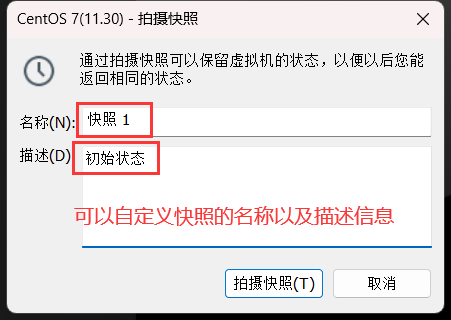 CentOS 7(11.30) - 拍摄快照
通过拍摄快照可以保留虚拟机的状态，以便以后您能
返回相同的状态。
名称(N): 快照 1
描述(D) 初始状态
可以自定义快照的名称以及描述信息
拍摄快照(T) 取消